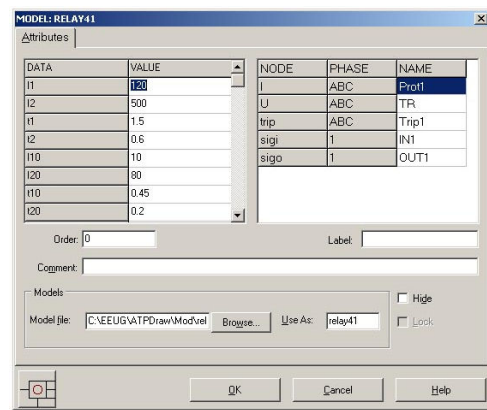 MODEL: RELAY41
Attributes
DATA VALUE
I1 120
I2 500
t1 1.5
t2 0.6
I10 10
I20 80
t10 0.45
t20 0.2
NODE PHASE NAME
I ABC Prot1
U ABC TR
trip ABC Trip1
sigi 1 IN1
sigo 1 OUT1
Order: 0
Label:
Comment:
Models
Model file: C:\EEUG\ATPDraw\Mod\rel
Browse...
Use As: relay41
Hide
Lock
OK
Cancel
Help